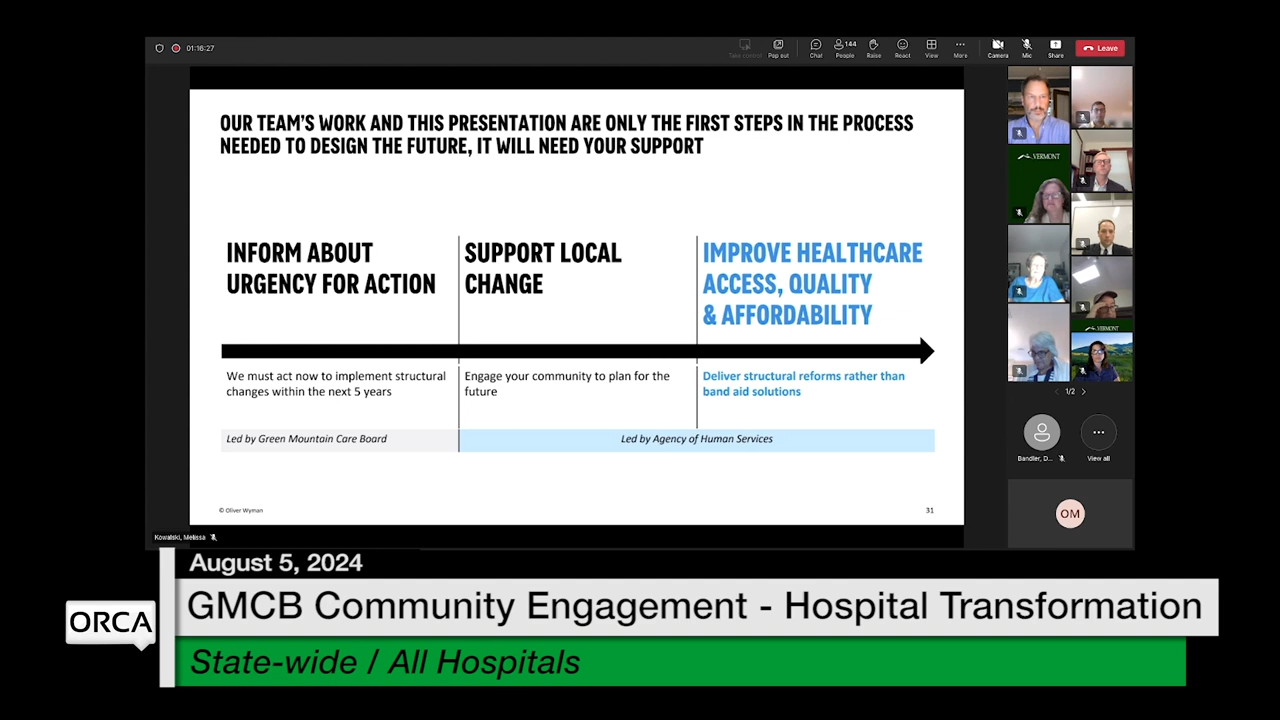 01:16:27
Take control
Pop out
Chat
144
People
Raise
React
View
More
Camera
Mic
Share
Leave
OUR TEAM'S WORK AND THIS PRESENTATION ARE ONLY THE FIRST STEPS IN THE PROCESS
NEEDED TO DESIGN THE FUTURE, IT WILL NEED YOUR SUPPORT
INFORM ABOUT
URGENCY FOR ACTION
SUPPORT LOCAL
CHANGE
IMPROVE HEALTHCARE
ACCESS, QUALITY
& AFFORDABILITY
We must act now to implement structural
changes within the next 5 years
Engage your community to plan for the
future
Deliver structural reforms rather than
band aid solutions
Led by Green Mountain Care Board
Led by Agency of Human Services
© Oliver Wyman
31
VERMONT
VERMONT
1/2
Bandler, D...
View all
OM
Kowalski, Melissa
August 5, 2024
ORCA
GMCB Community Engagement - Hospital Transformation
State-wide / All Hospitals